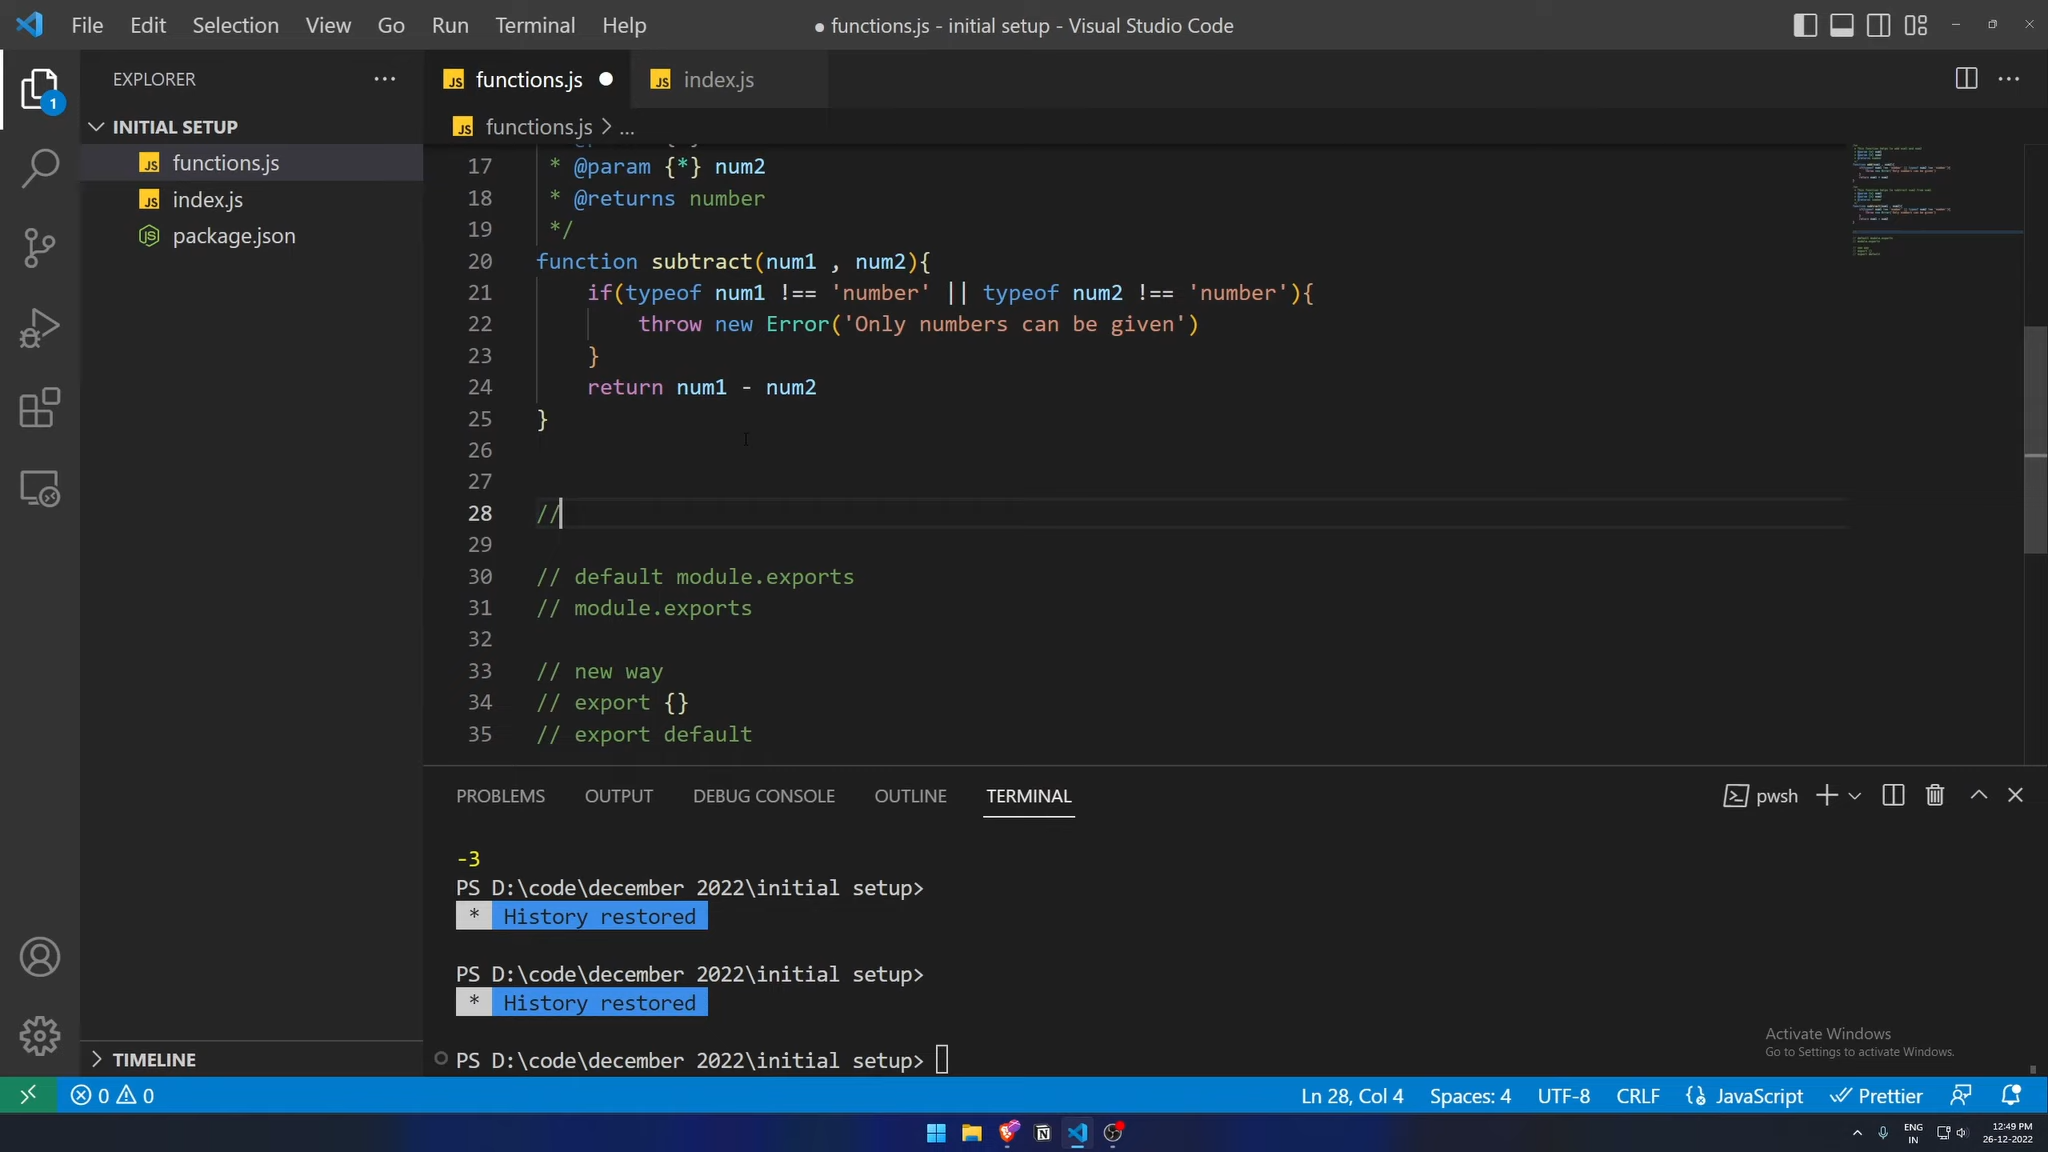 File Edit Selection View Go Run Terminal Help
● functions.js - initial setup - Visual Studio Code
EXPLORER
functions.js
index.js
1
INITIAL SETUP
functions.js
index.js
package.json
functions.js > ...
17 * @param {*} num2
18 * @returns number
19 */
20 function subtract(num1 , num2){
21 if(typeof num1 !== 'number' || typeof num2 !== 'number'){
22 throw new Error('Only numbers can be given')
23 }
24 return num1 - num2
25 }
26
27
28 //
29
30 // default module.exports
31 // module.exports
32
33 // new way
34 // export {}
35 // export default
PROBLEMS OUTPUT DEBUG CONSOLE OUTLINE TERMINAL
pwsh
-3
PS D:\code\december 2022\initial setup>
* History restored
PS D:\code\december 2022\initial setup>
* History restored
PS D:\code\december 2022\initial setup>
Activate Windows
Go to Settings to activate Windows.
TIMELINE
0 0
Ln 28, Col 4 Spaces: 4 UTF-8 CRLF JavaScript Prettier
ENG
IN
12:49 PM
26-12-2022